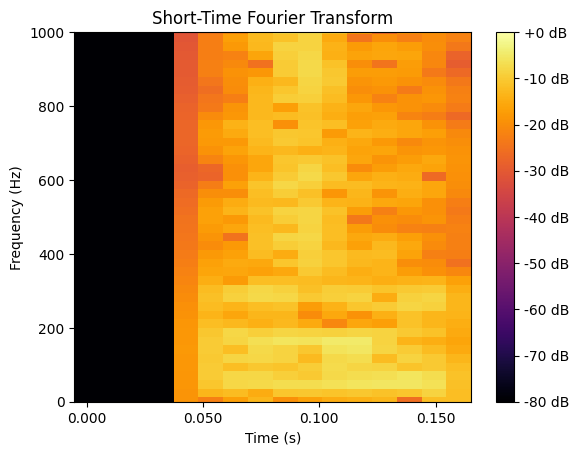 Short-Time Fourier Transform
1000
800
600
400
200
0
Frequency (Hz)
0.000
0.050
0.100
0.150
Time (s)
+0 dB
-10 dB
-20 dB
-30 dB
-40 dB
-50 dB
-60 dB
-70 dB
-80 dB